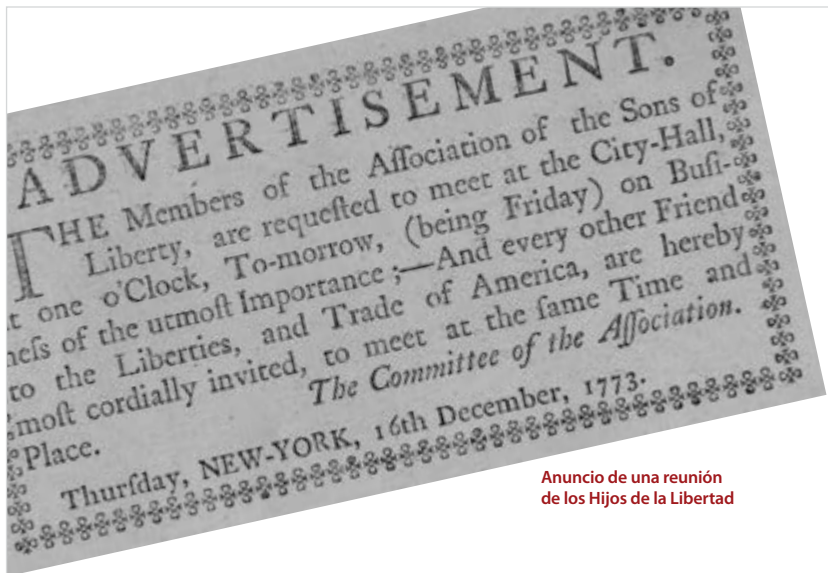 ADVERTISEMENT.
THE Members of the Aſſociation of the Sons of
Liberty, are requeſted to meet at the City-Hall,
at one o'Clock, To-morrow, (being Friday) on Buſi-
neſs of the utmoſt Importance;—And every other Friend
to the Liberties, and Trade of America, are hereby
moſt cordially invited, to meet at the ſame Time and
Place.
The Committee of the Aſſociation.
Thurſday, NEW-YORK, 16th December, 1773.
Anuncio de una reunión
de los Hijos de la Libertad